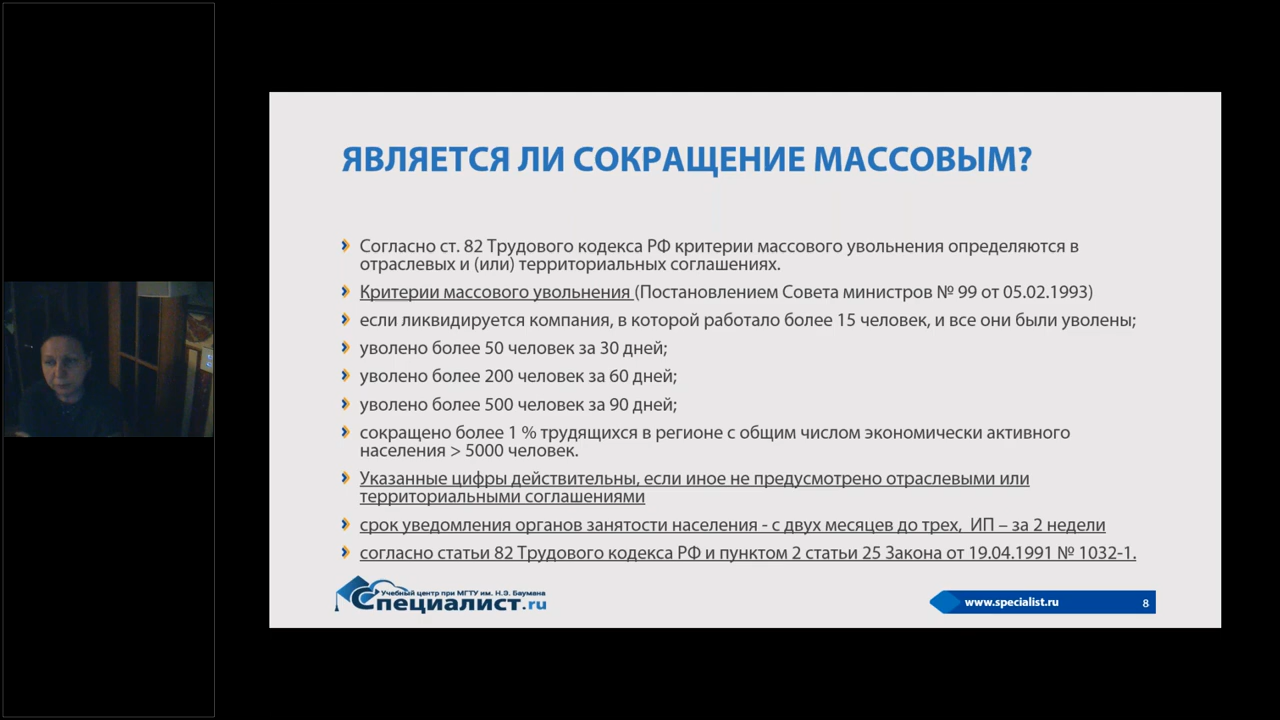 ЯВЛЯЕТСЯ ЛИ СОКРАЩЕНИЕ МАССОВЫМ?
Согласно ст. 82 Трудового кодекса РФ критерии массового увольнения определяются в
отраслевых и (или) территориальных соглашениях.
Критерии массового увольнения (Постановлением Совета министров № 99 от 05.02.1993)
если ликвидируется компания, в которой работало более 15 человек, и все они были уволены;
уволено более 50 человек за 30 дней;
уволено более 200 человек за 60 дней;
уволено более 500 человек за 90 дней;
сокращено более 1 % трудящихся в регионе с общим числом экономически активного
населения > 5000 человек.
Указанные цифры действительны, если иное не предусмотрено отраслевыми или
территориальными соглашениями
срок уведомления органов занятости населения - с двух месяцев до трех, ИП – за 2 недели
согласно статьи 82 Трудового кодекса РФ и пунктом 2 статьи 25 Закона от 19.04.1991 № 1032-1.
Учебный центр при МГТУ им. Н.Э. Баумана
Специалист.ru
www.specialist.ru
8